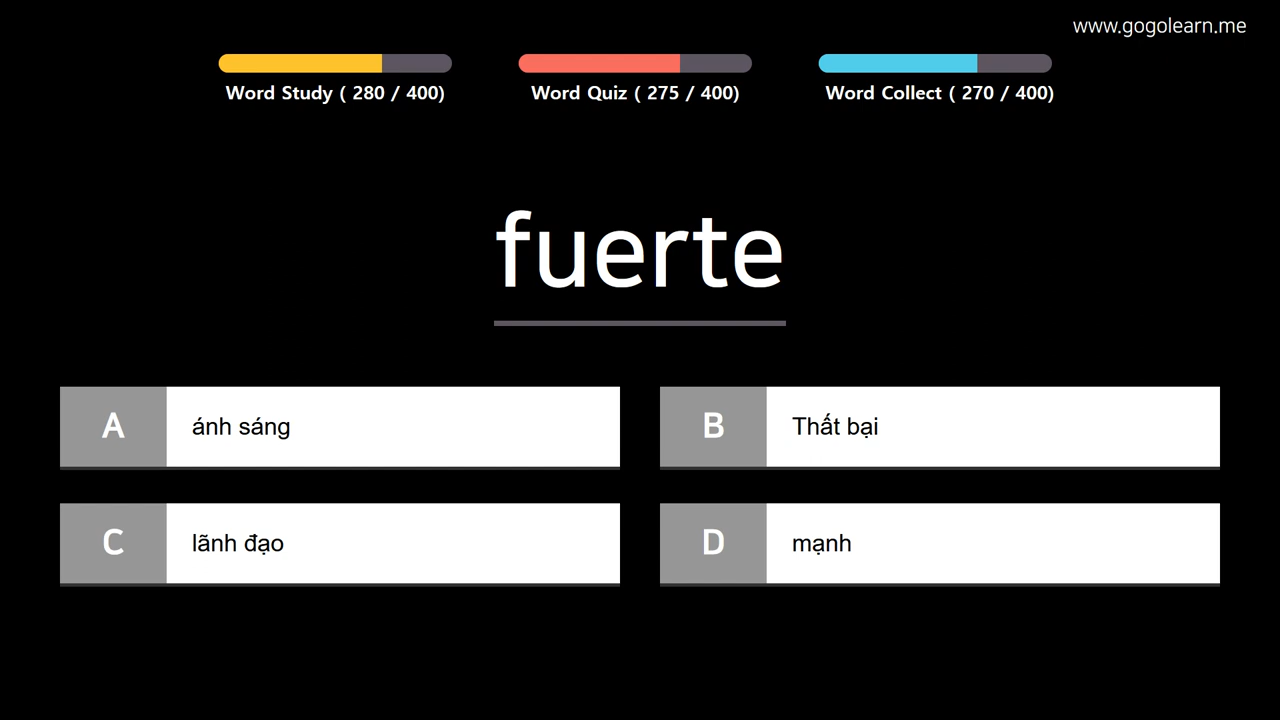 www.gogolearn.me
Word Study ( 280 / 400)
Word Quiz ( 275 / 400)
Word Collect ( 270 / 400)
fuerte
A ánh sáng
B Thất bại
C lãnh đạo
D mạnh